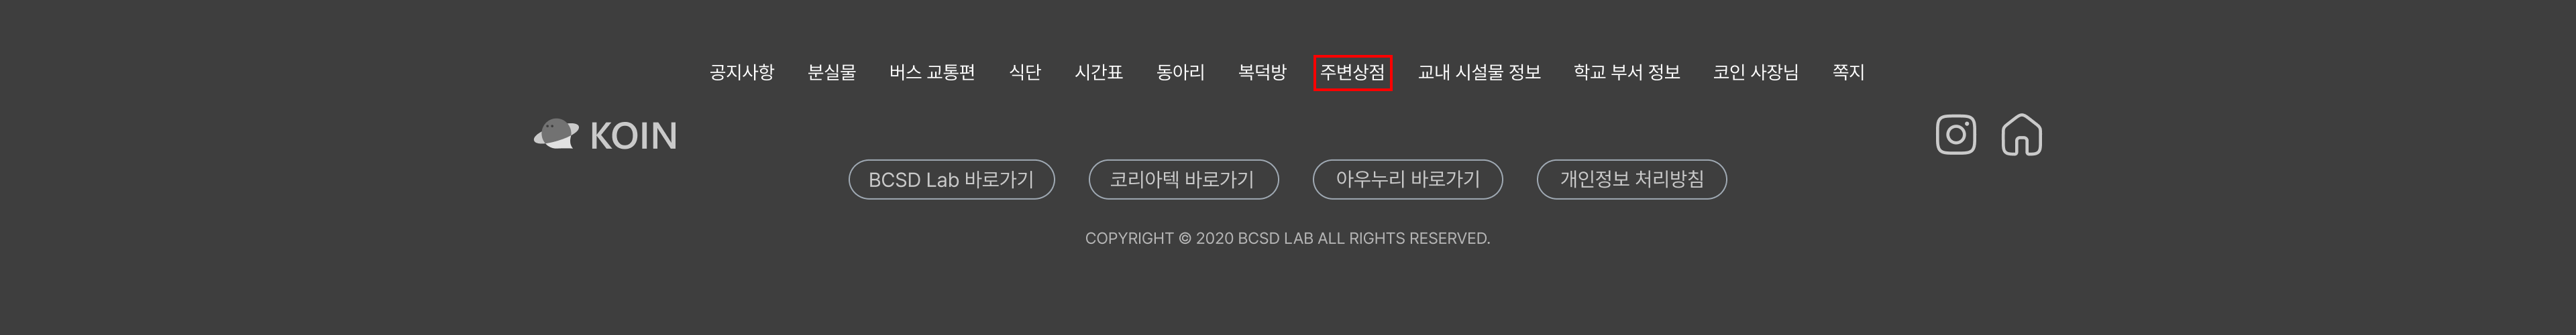 공지사항 분실물 버스 교통편 식단 시간표 동아리 복덕방 주변상점 교내 시설물 정보 학교 부서 정보 코인 사장님 쪽지
KOIN
BCSD Lab 바로가기 코리아텍 바로가기 아우누리 바로가기 개인정보 처리방침
COPYRIGHT © 2020 BCSD LAB ALL RIGHTS RESERVED.